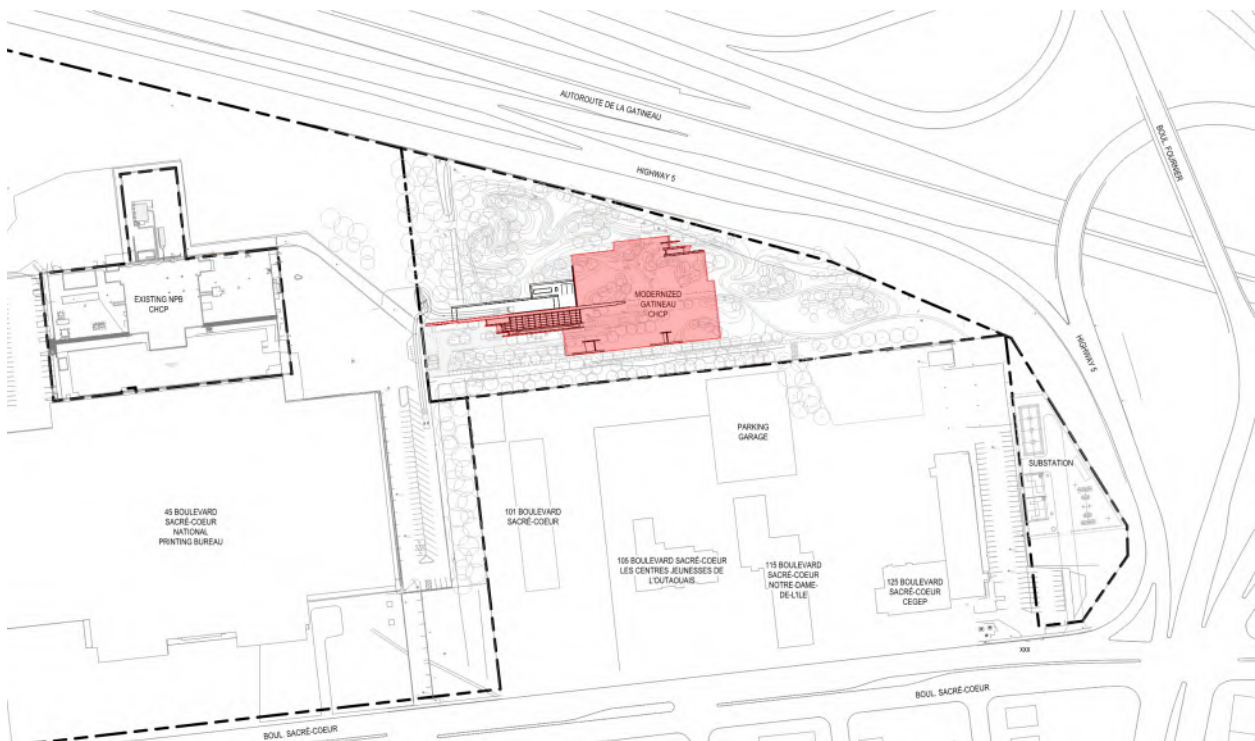 AUTOROUTE DE LA GATINEAU
BOUL. FOURNIER
HIGHWAY 5
EXISTING NPB
CHCP
MODERNIZED
GATINEAU
CHCP
HIGHWAY 5
PARKING
GARAGE
SUBSTATION
45 BOULEVARD
SACRÉ-COEUR
NATIONAL
PRINTING BUREAU
101 BOULEVARD
SACRÉ-COEUR
105 BOULEVARD SACRÉ-COEUR
LES CENTRES JEUNESSES DE
L'OUTAOUAIS
115 BOULEVARD
SACRÉ-COEUR
NOTRE-DAME-
DE-L'ILE
125 BOULEVARD
SACRÉ-COEUR
CEGEP
XXX
BOUL. SACRÉ-COEUR
BOUL. SACRÉ-COEUR